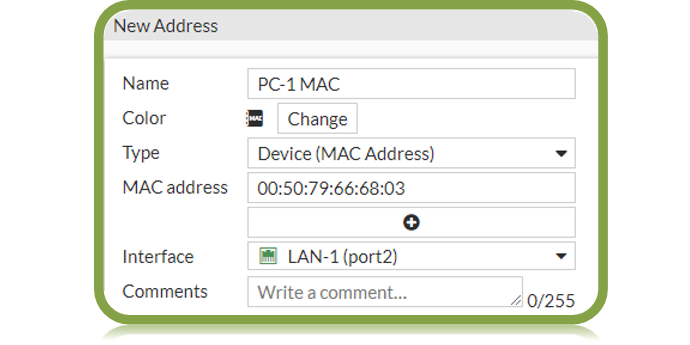 New Address
Name PC-1 MAC
Color MAC Change
Type Device (MAC Address)
MAC address 00:50:79:66:68:03
Interface LAN-1 (port2)
Comments Write a comment... 0/255